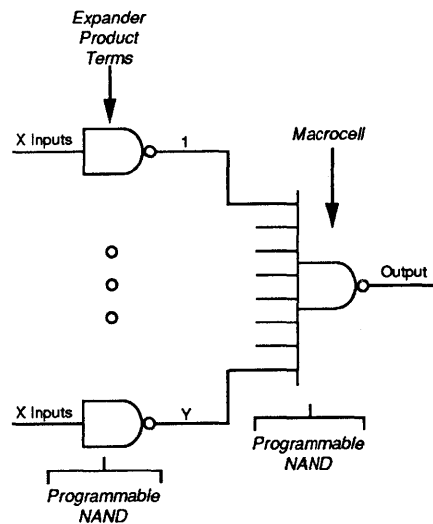 Expander
Product
Terms
X Inputs
1
Macrocell
Output
X Inputs
Y
Programmable
NAND
Programmable
NAND